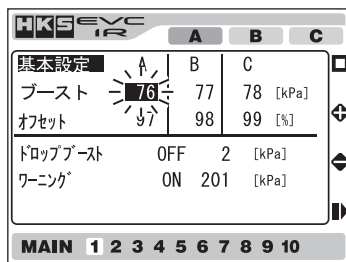 HKS EVC IR
A B C
基本設定 A B C
ブースト 76 77 78 [kPa]
オフセット 97 98 99 [%]
ドロップブースト OFF 2 [kPa]
ワーニング ON 201 [kPa]
MAIN 1 2 3 4 5 6 7 8 9 10